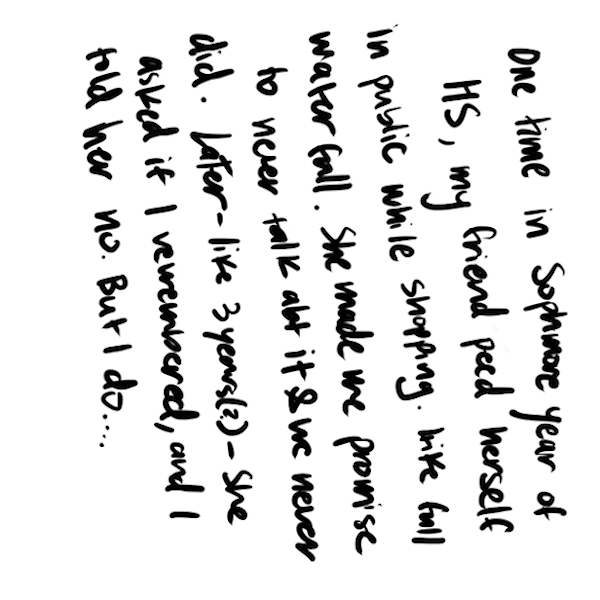 One time in Sophmore year of
HS, my friend peed herself
in public while shopping. like full
water fall. She made me promise
to never talk abt it & we never
did. Later- like 3 years(?) - She
asked if I remembered, and I
told her no. But I do....